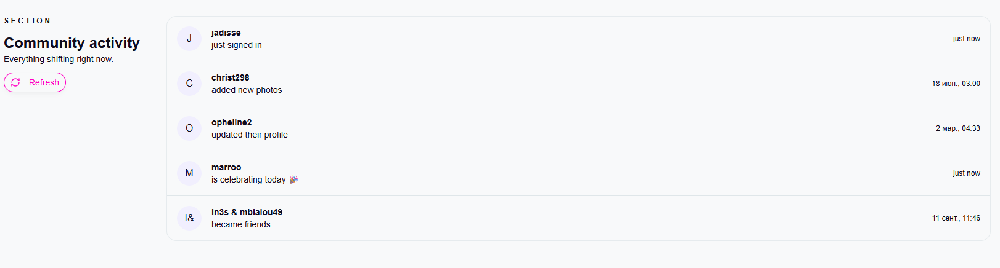 SECTION
Community activity
Everything shifting right now.
Refresh
J
jadisse
just signed in
just now
C
christ298
added new photos
18 июн., 03:00
O
opheline2
updated their profile
2 мар., 04:33
M
marroo
is celebrating today 🎉
just now
I&
in3s & mbialou49
became friends
11 сент., 11:46